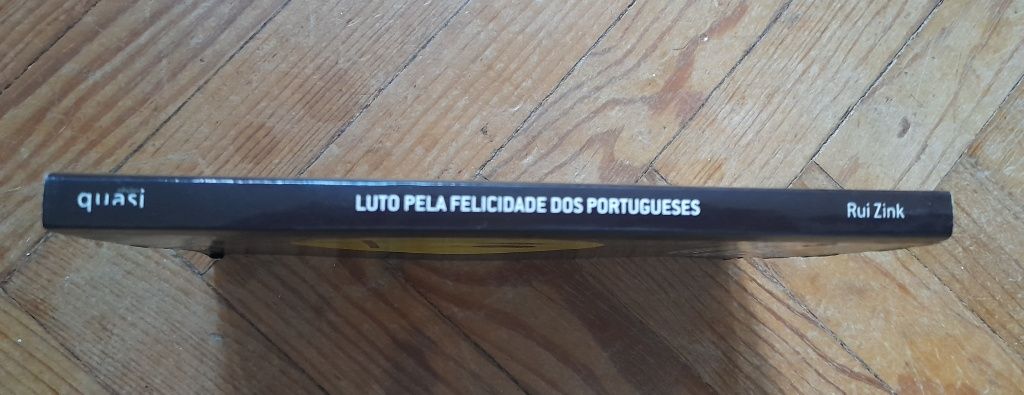 quasi
LUTO PELA FELICIDADE DOS PORTUGUESES
Rui Zink